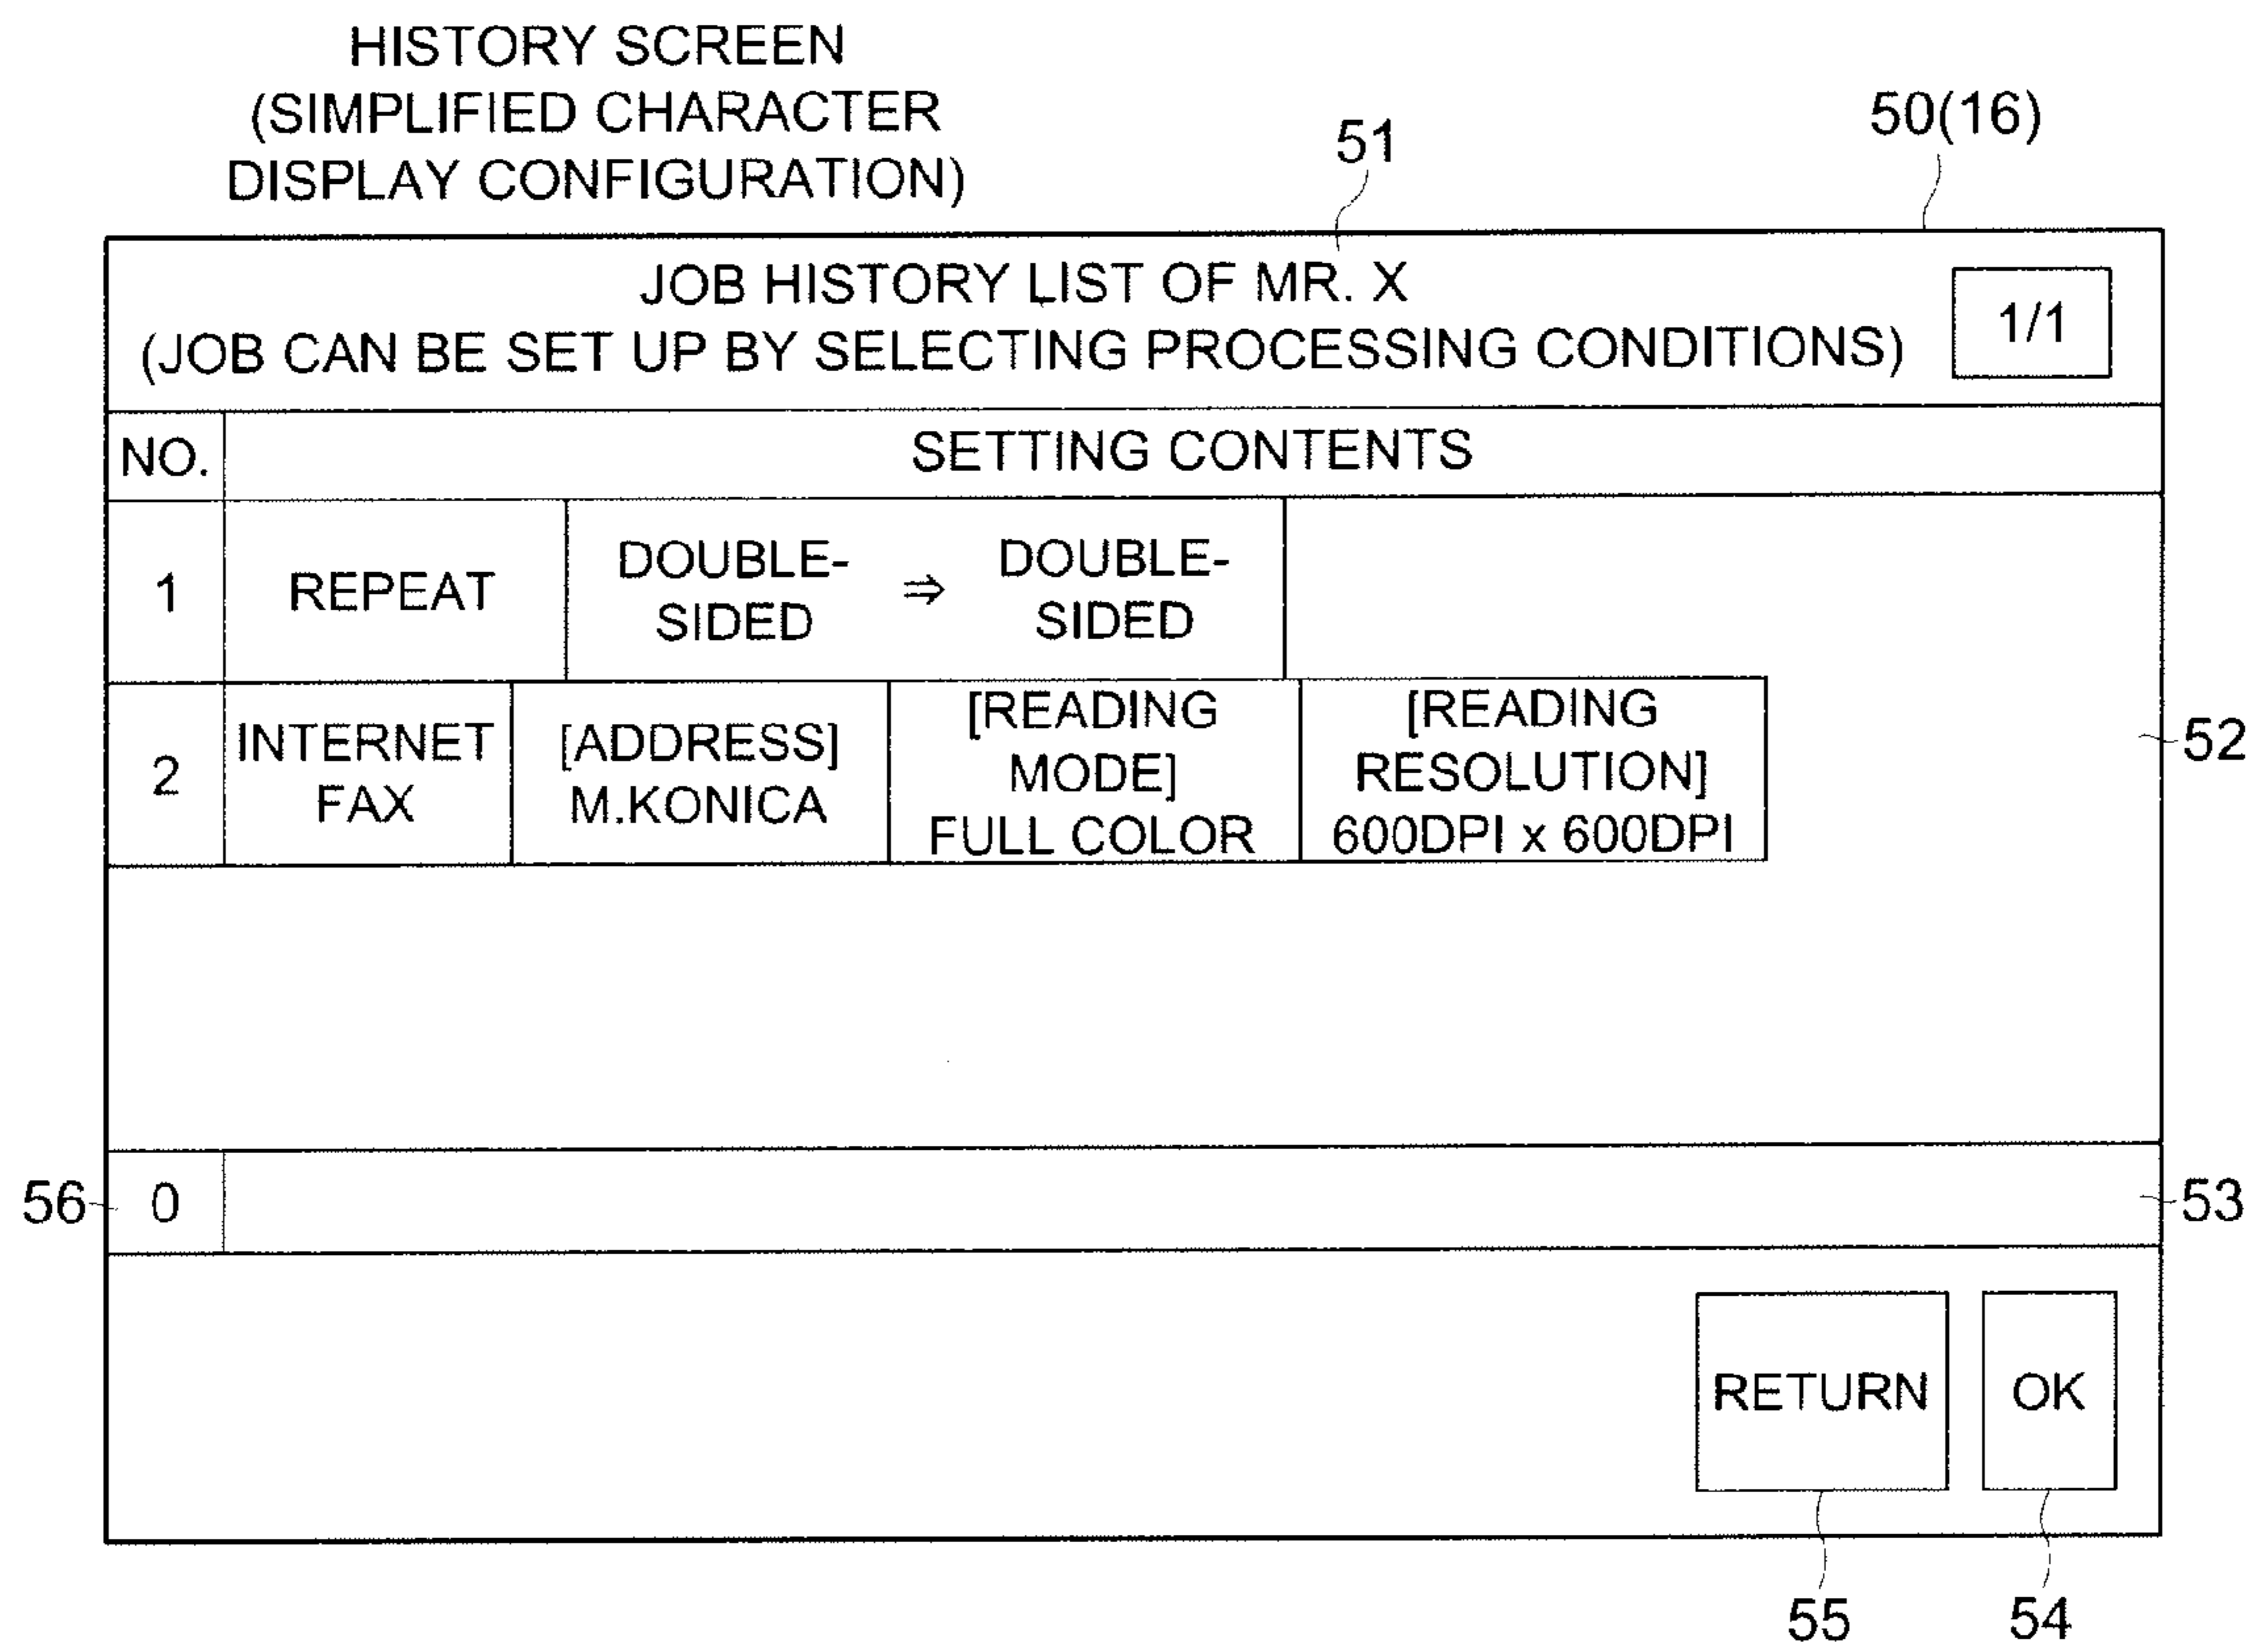 HISTORY SCREEN
(SIMPLIFIED CHARACTER
DISPLAY CONFIGURATION)
51
50(16)
JOB HISTORY LIST OF MR. X
(JOB CAN BE SET UP BY SELECTING PROCESSING CONDITIONS)
1/1
NO.
SETTING CONTENTS
1
REPEAT
DOUBLE-
SIDED
⇒
DOUBLE-
SIDED
2
INTERNET
FAX
[ADDRESS]
M.KONICA
[READING
MODE]
FULL COLOR
[READING
RESOLUTION]
600DPI x 600DPI
52
56
0
53
RETURN
OK
55
54